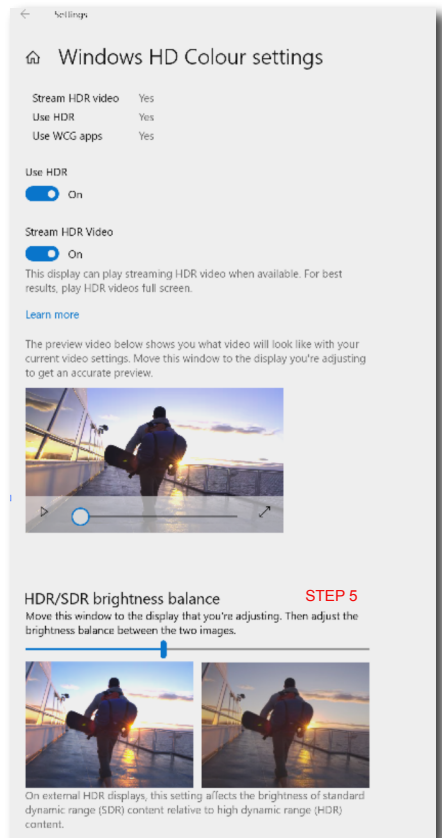 Settings
Windows HD Colour settings
Stream HDR video Yes
Use HDR Yes
Use WCG apps Yes
Use HDR
On
Stream HDR Video
On
This display can play streaming HDR video when available. For best
results, play HDR videos full screen.
Learn more
The preview video below shows you what video will look like with your
current video settings. Move this window to the display you're adjusting
to get an accurate preview.
HDR/SDR brightness balance STEP 5
Move this window to the display that you're adjusting. Then adjust the
brightness balance between the two images.
On external HDR displays, this setting affects the brightness of standard
dynamic range (SDR) content relative to high dynamic range (HDR)
content.